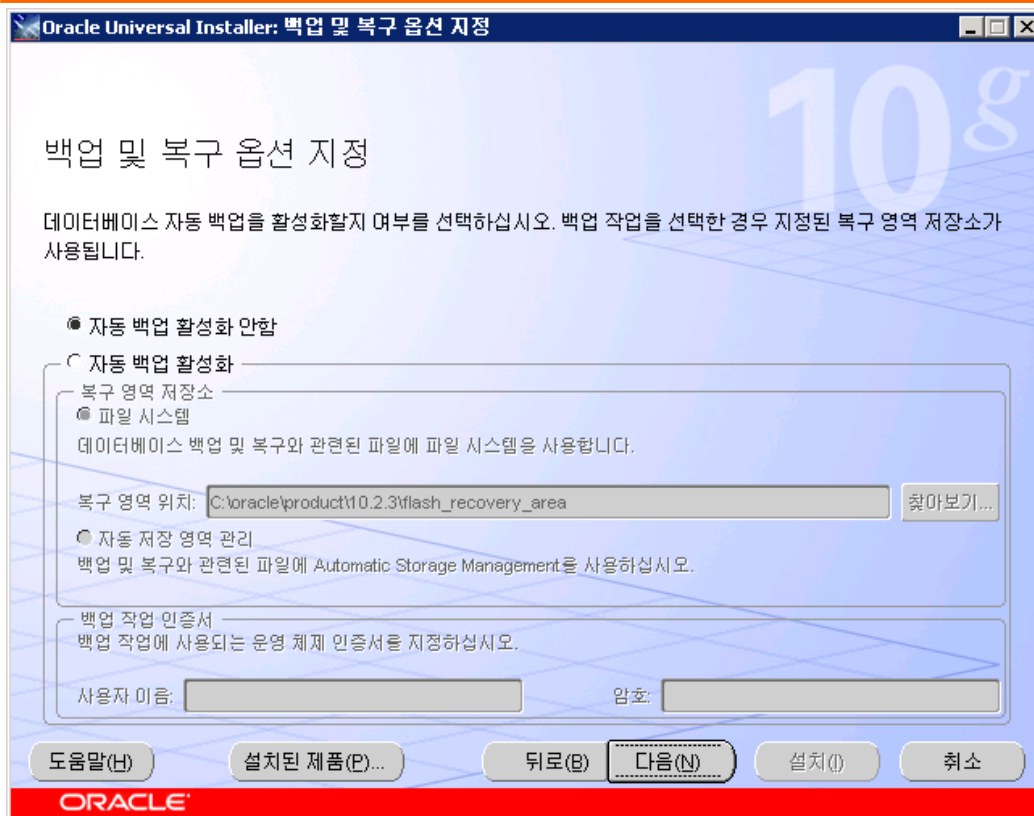 Oracle Universal Installer: 백업 및 복구 옵션 지정
10g
백업 및 복구 옵션 지정
데이터베이스 자동 백업을 활성화할지 여부를 선택하십시오. 백업 작업을 선택한 경우 지정된 복구 영역 저장소가
사용됩니다.
자동 백업 활성화 안함
자동 백업 활성화
복구 영역 저장소
파일 시스템
데이터베이스 백업 및 복구와 관련된 파일에 파일 시스템을 사용합니다.
복구 영역 위치: C:\oracle\product\10.2.3\flash_recovery_area 찾아보기...
자동 저장 영역 관리
백업 및 복구와 관련된 파일에 Automatic Storage Management를 사용하십시오.
백업 작업 인증서
백업 작업에 사용되는 운영 체제 인증서를 지정하십시오.
사용자 이름: 암호:
도움말(H) 설치된 제품(P)... 뒤로(B) 다음(N) 설치(I) 취소
ORACLE